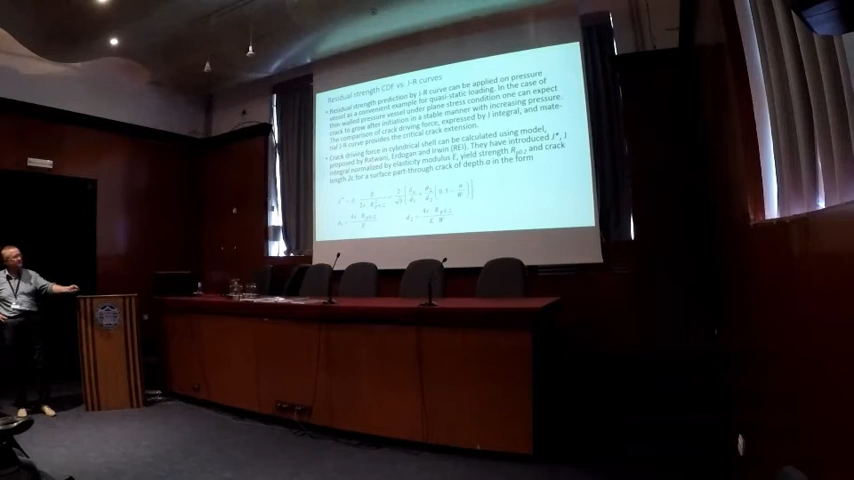 Residual strength CDF vs. J-R curves
• Residual strength prediction by J-R curve can be applied on pressure
vessel as a convenient example for quasi-static loading. In the case of
thin-walled pressure vessel under plane stress condition one can expect
crack to grow after initiation in a stable manner with increasing pressure.
The comparison of crack driving force, expressed by J integral, and mate-
rial J-R curve provides the critical crack extension.
• Crack driving force in cylindrical shell can be calculated using model,
proposed by Ratwani, Erdogan and Irwin (REI). They have introduced J*, J
integral normalized by elasticity modulus E, yield strength Rp0.2 and crack
length 2c for a surface part-through crack of depth a in the form